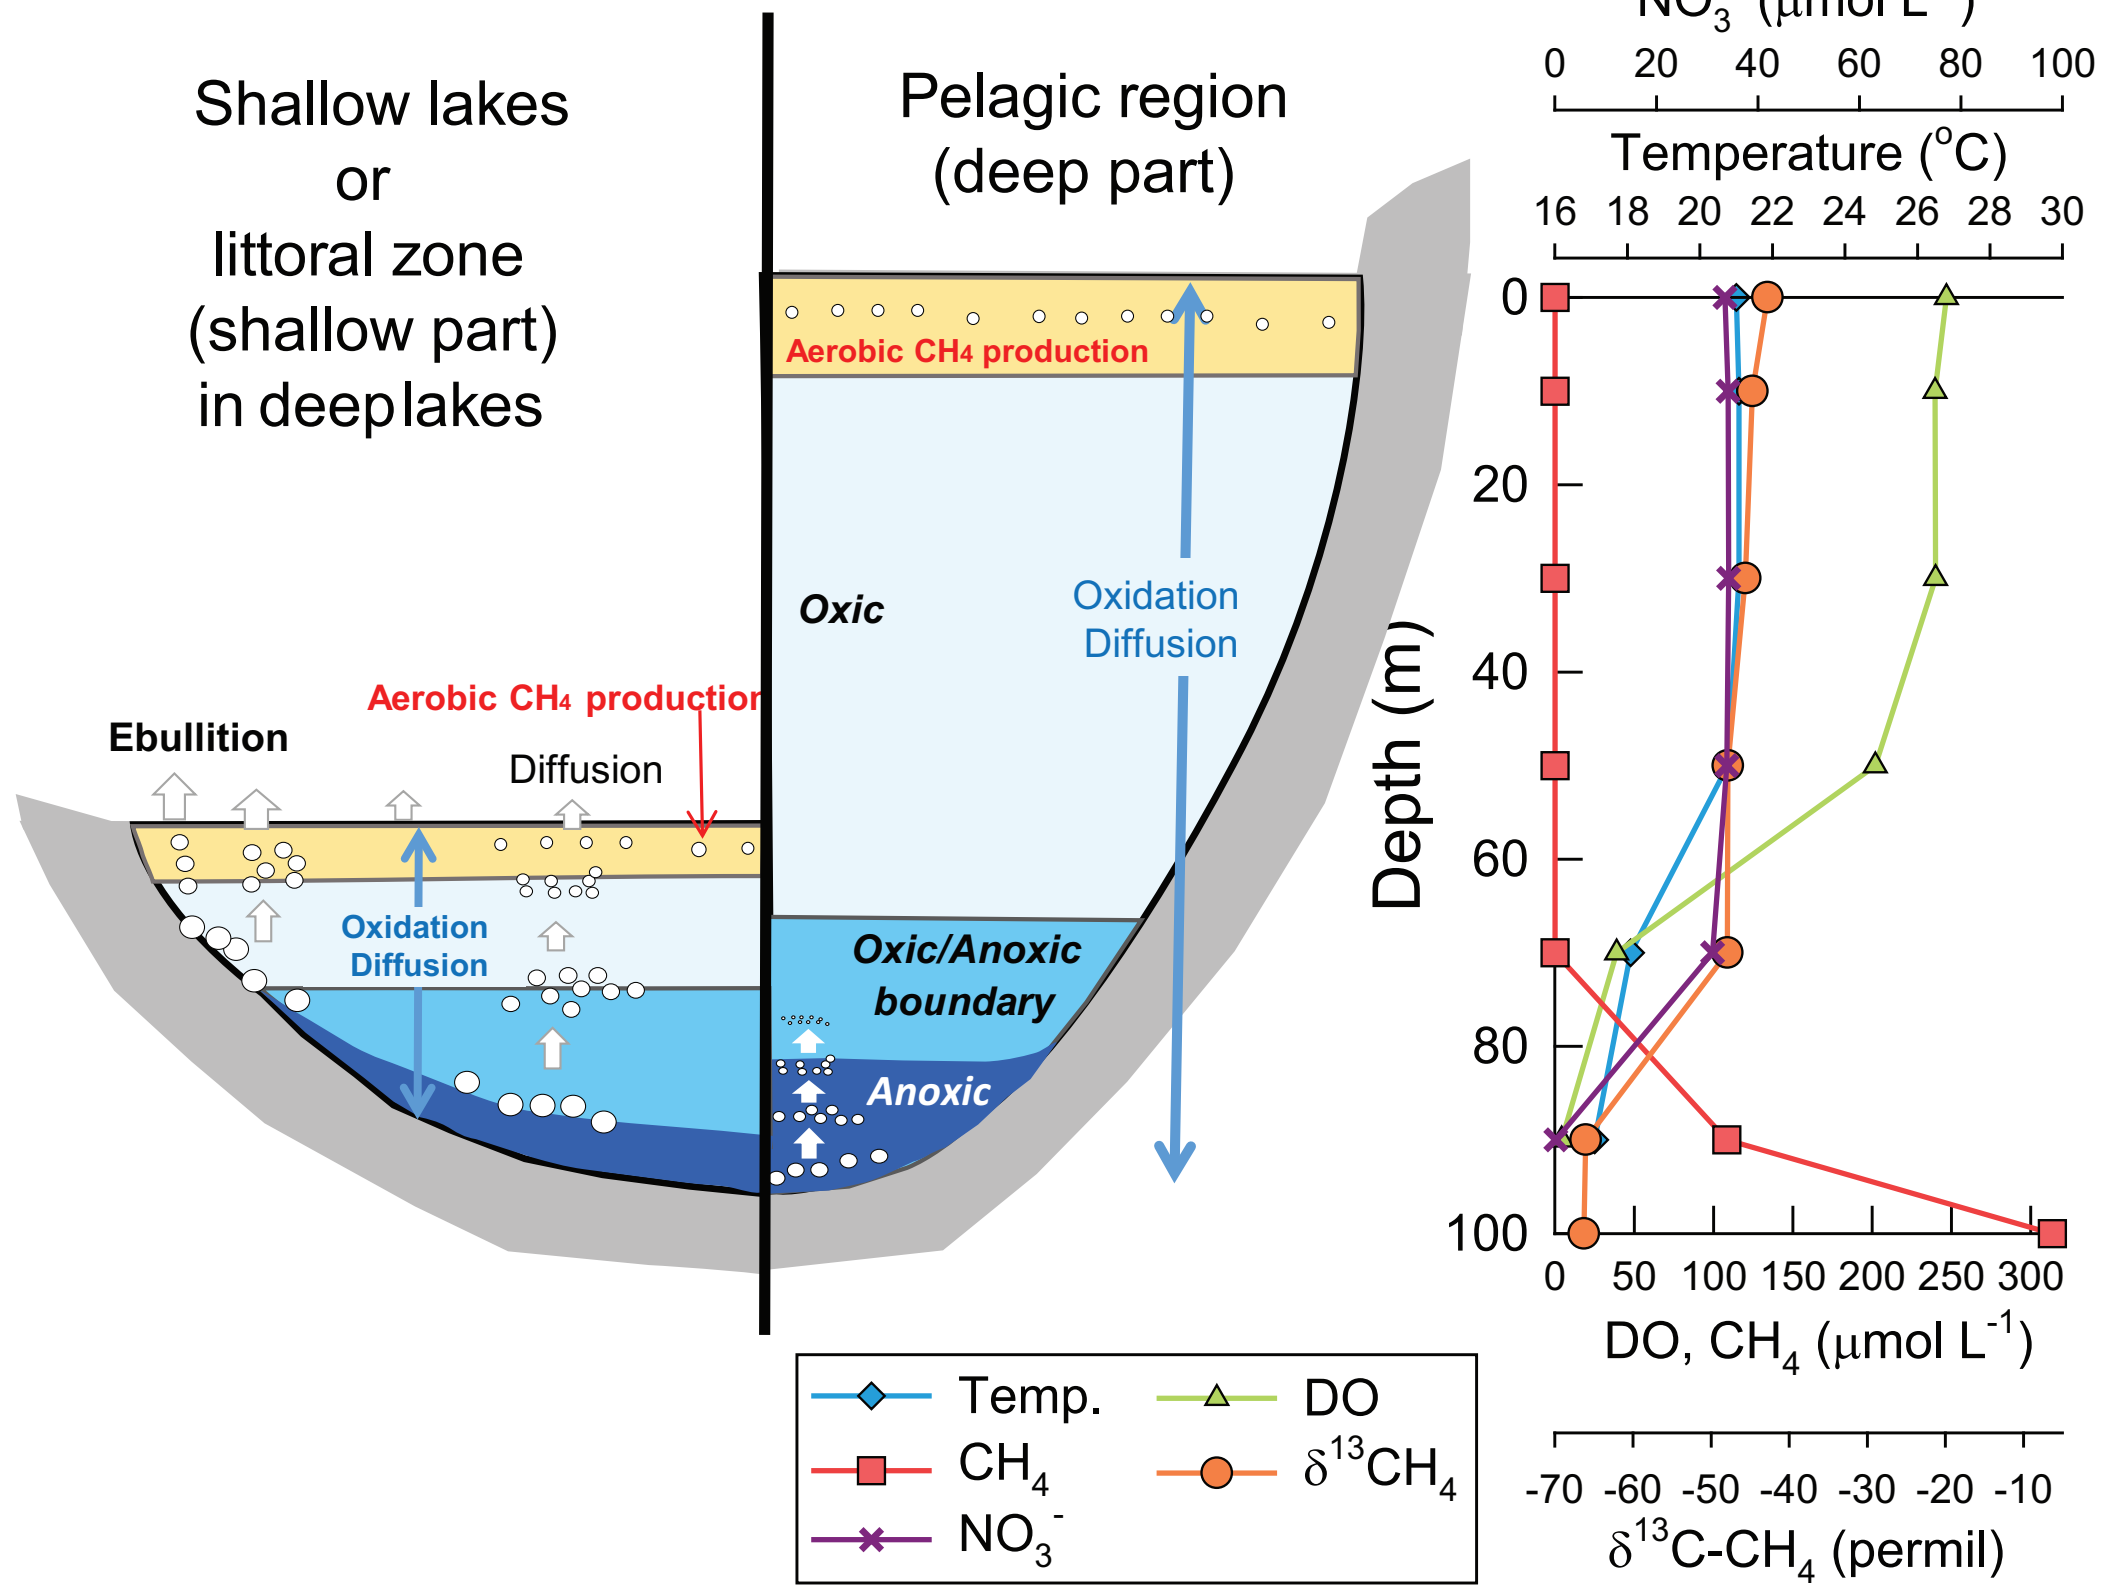 Shallow lakes
or
littoral zone
(shallow part)
in deep lakes
Pelagic region
(deep part)
Aerobic CH4 production
Oxic
Oxidation
Diffusion
Aerobic CH4 production
Ebullition
Diffusion
Oxidation
Diffusion
Oxic/Anoxic
boundary
Anoxic
NO3 (μmol L
0 20 40 60 80 100
Temperature (°C)
16 18 20 22 24 26 28 30
Depth (m)
0
20
40
60
80
100
0 50 100 150 200 250 300
DO, CH4 (μmol L-1)
-70 -60 -50 -40 -30 -20 -10
δ13C-CH4 (permil)
Temp.
DO
CH4
δ13CH4
NO3-